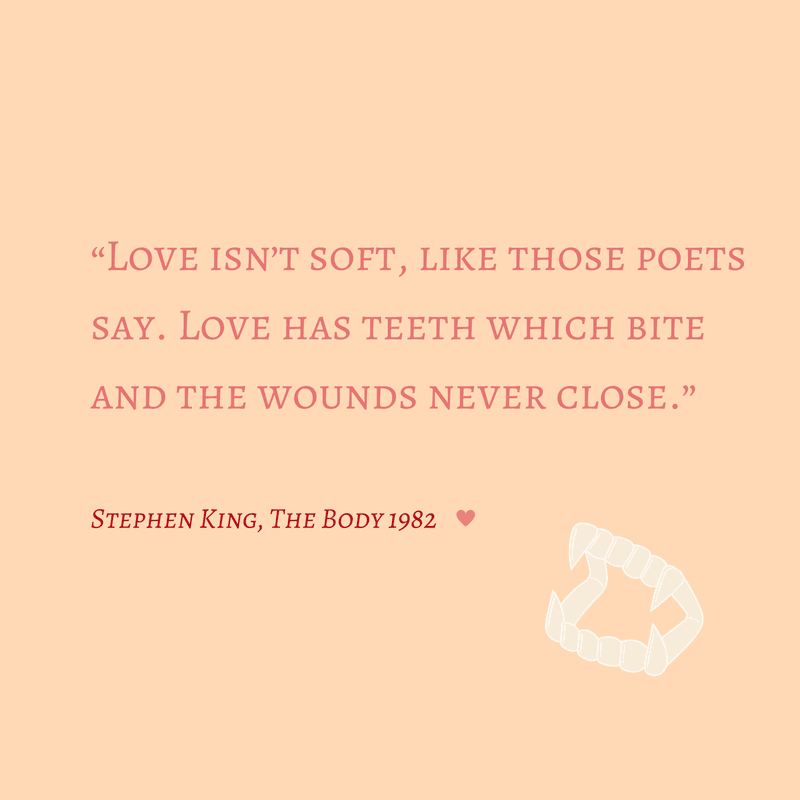 “Love isn’t soft, like those poets
say. Love has teeth which bite
and the wounds never close.”
Stephen King, The Body 1982